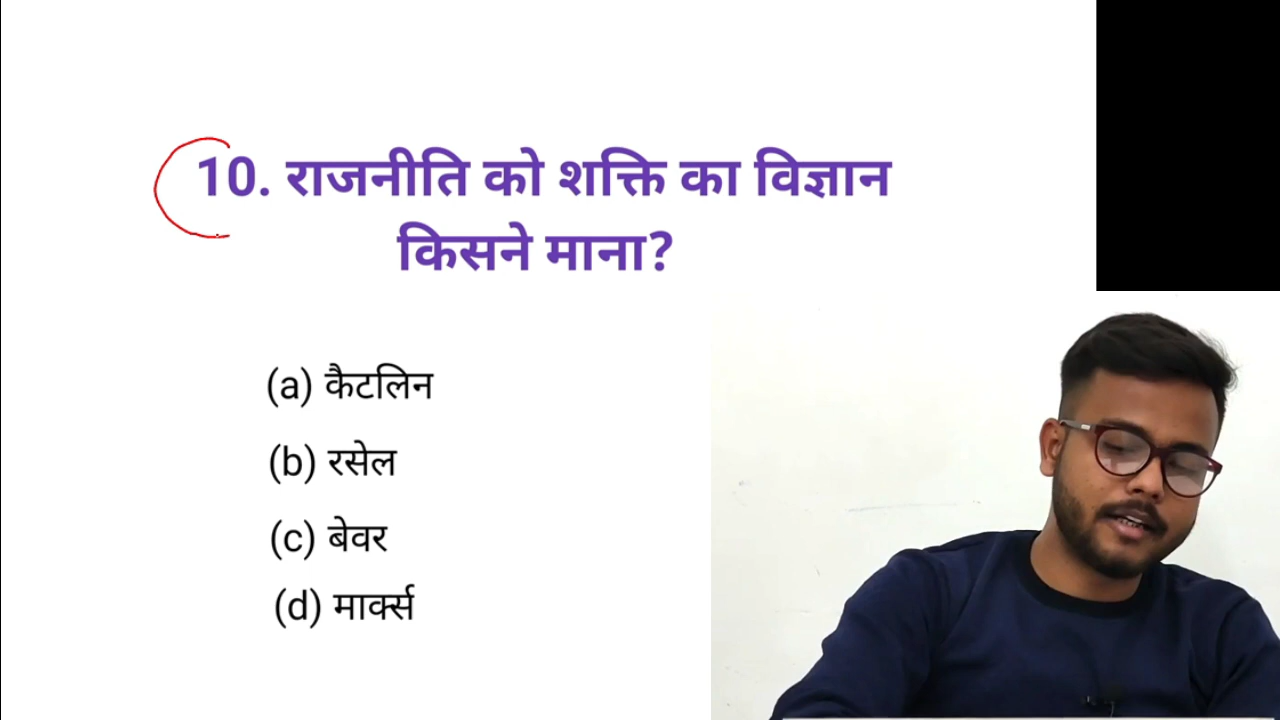 10. राजनीति को शक्ति का विज्ञान
किसने माना?
(a) कैटलिन
(b) रसेल
(c) बेवर
(d) मार्क्स